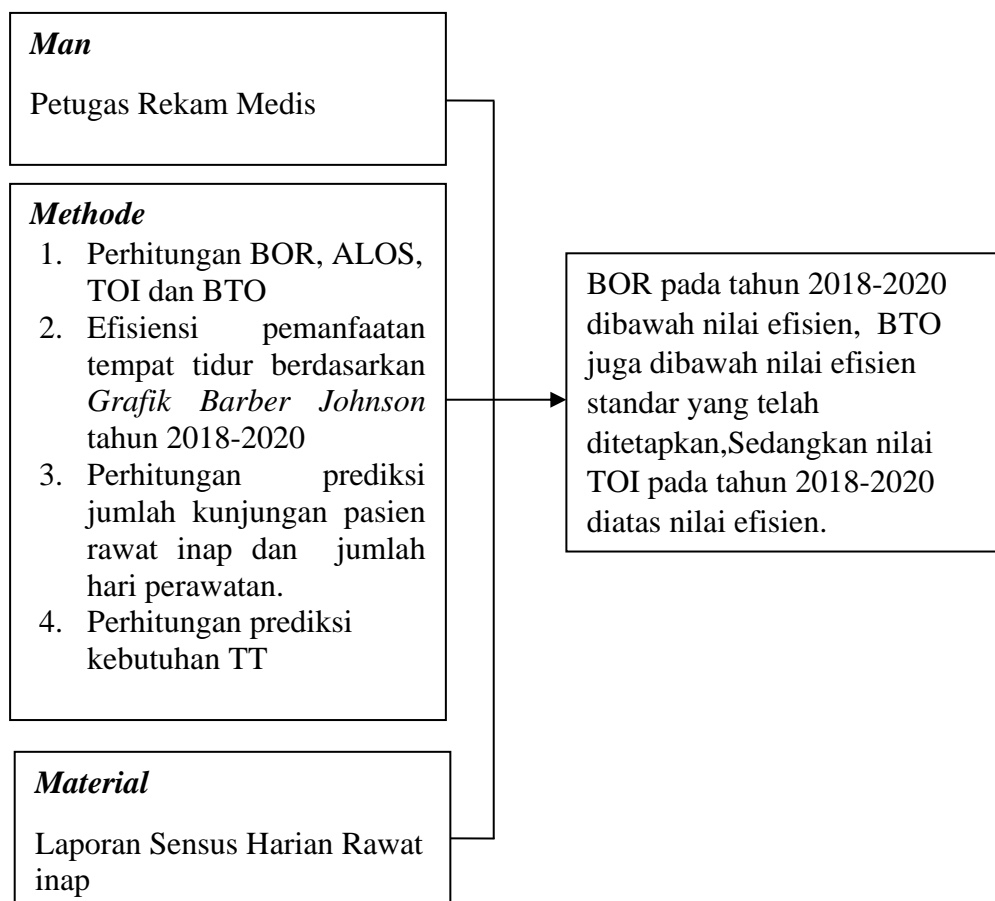 Man
Petugas Rekam Medis
Methode
1. Perhitungan BOR, ALOS,
TOI dan BTO
2. Efisiensi pemanfaatan
tempat tidur berdasarkan
Grafik Barber Johnson
tahun 2018-2020
3. Perhitungan prediksi
jumlah kunjungan pasien
rawat inap dan jumlah
hari perawatan.
4. Perhitungan prediksi
kebutuhan TT
Material
Laporan Sensus Harian Rawat
inap
BOR pada tahun 2018-2020
dibawah nilai efisien, BTO
juga dibawah nilai efisien
standar yang telah
ditetapkan,Sedangkan nilai
TOI pada tahun 2018-2020
diatas nilai efisien.